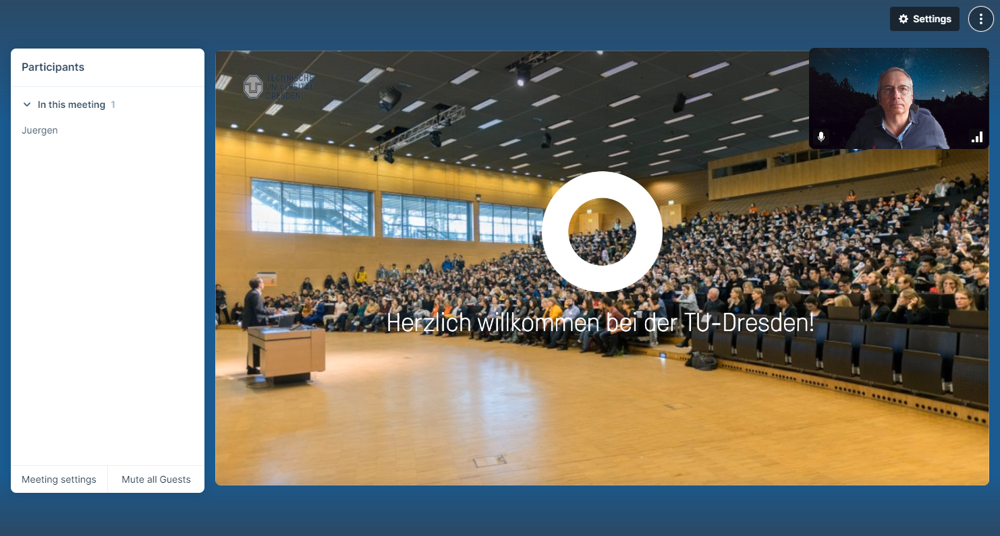 Settings
Participants
In this meeting 1
Juergen
Meeting settings
Mute all Guests
TECHNISCHE
UNIVERSITÄT
DRESDEN
Herzlich willkommen bei der TU-Dresden!